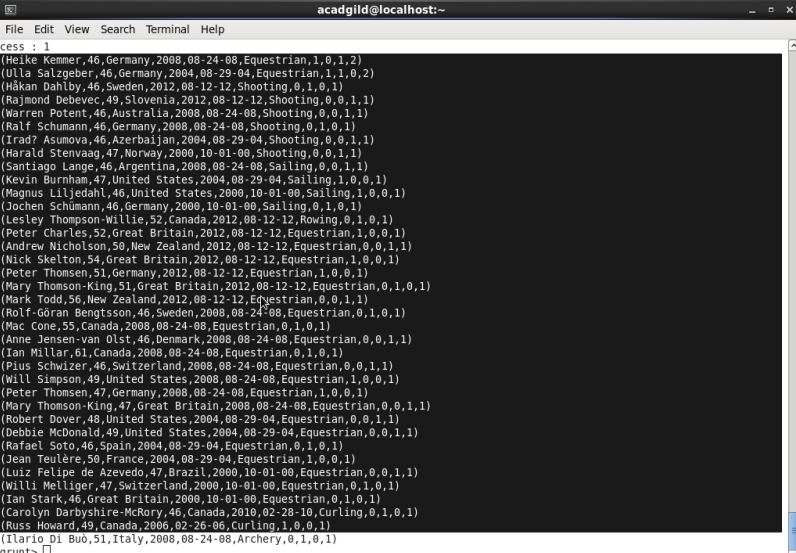 acadgild@localhost:~
File Edit View Search Terminal Help
cess : 1
(Heike Kemmer,46,Germany,2008,08-24-08,Equestrian,1,0,1,2)
(Ulla Salzgeber,46,Germany,2004,08-29-04,Equestrian,1,1,0,2)
(Håkan Dahlby,46,Sweden,2012,08-12-12,Shooting,0,1,0,1)
(Rajmond Debevec,49,Slovenia,2012,08-12-12,Shooting,0,0,1,1)
(Warren Potent,46,Australia,2008,08-24-08,Shooting,0,0,1,1)
(Ralf Schumann,46,Germany,2008,08-24-08,Shooting,0,1,0,1)
(Irad? Asumova,46,Azerbaijan,2004,08-29-04,Shooting,0,0,1,1)
(Harald Stenvaag,47,Norway,2000,10-01-00,Shooting,0,0,1,1)
(Santiago Lange,46,Argentina,2008,08-24-08,Sailing,0,0,1,1)
(Kevin Burnham,47,United States,2004,08-29-04,Sailing,1,0,0,1)
(Magnus Liljedahl,46,United States,2000,10-01-00,Sailing,1,0,0,1)
(Jochen Schümann,46,Germany,2000,10-01-00,Sailing,0,1,0,1)
(Lesley Thompson-Willie,52,Canada,2012,08-12-12,Rowing,0,1,0,1)
(Peter Charles,52,Great Britain,2012,08-12-12,Equestrian,1,0,0,1)
(Andrew Nicholson,50,New Zealand,2012,08-12-12,Equestrian,0,0,1,1)
(Nick Skelton,54,Great Britain,2012,08-12-12,Equestrian,1,0,0,1)
(Peter Thomsen,51,Germany,2012,08-12-12,Equestrian,1,0,0,1)
(Mary Thomson-King,51,Great Britain,2012,08-12-12,Equestrian,0,1,0,1)
(Mark Todd,56,New Zealand,2012,08-12-12,Equestrian,0,0,1,1)
(Rolf-Göran Bengtsson,46,Sweden,2008,08-24-08,Equestrian,0,1,0,1)
(Mac Cone,55,Canada,2008,08-24-08,Equestrian,0,1,0,1)
(Anne Jensen-van Olst,46,Denmark,2008,08-24-08,Equestrian,0,0,1,1)
(Ian Millar,61,Canada,2008,08-24-08,Equestrian,0,1,0,1)
(Pius Schwizer,46,Switzerland,2008,08-24-08,Equestrian,0,0,1,1)
(Will Simpson,49,United States,2008,08-24-08,Equestrian,1,0,0,1)
(Peter Thomsen,47,Germany,2008,08-24-08,Equestrian,1,0,0,1)
(Mary Thomson-King,47,Great Britain,2008,08-24-08,Equestrian,0,0,1,1)
(Robert Dover,48,United States,2004,08-29-04,Equestrian,0,0,1,1)
(Debbie McDonald,49,United States,2004,08-29-04,Equestrian,0,0,1,1)
(Rafael Soto,46,Spain,2004,08-29-04,Equestrian,0,1,0,1)
(Jean Teulère,50,France,2004,08-29-04,Equestrian,1,0,0,1)
(Luiz Felipe de Azevedo,47,Brazil,2000,10-01-00,Equestrian,0,0,1,1)
(Willi Melliger,47,Switzerland,2000,10-01-00,Equestrian,0,1,0,1)
(Ian Stark,46,Great Britain,2000,10-01-00,Equestrian,0,1,0,1)
(Carolyn Darbyshire-McRory,46,Canada,2010,02-28-10,Curling,0,1,0,1)
(Russ Howard,49,Canada,2006,02-26-06,Curling,1,0,0,1)
(Ilario Di Buò,51,Italy,2008,08-24-08,Archery,0,1,0,1)
grunt>